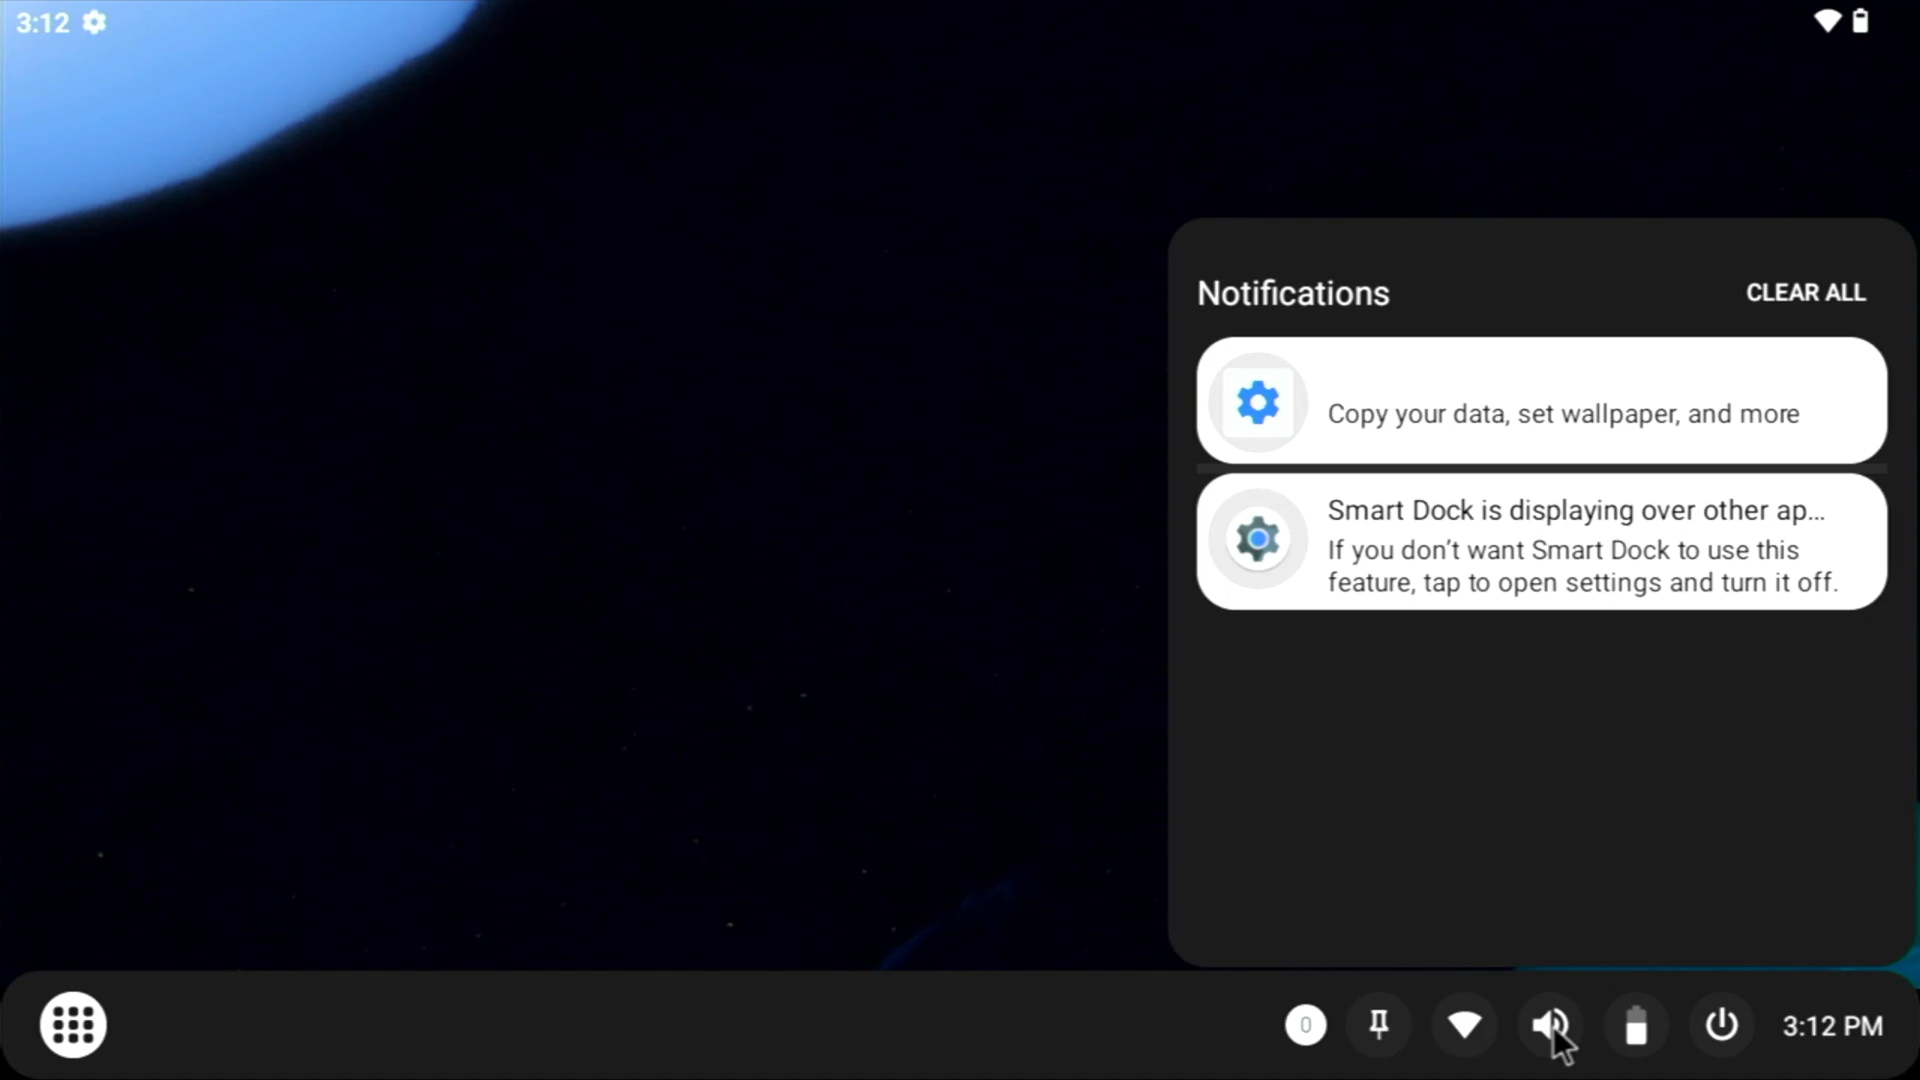 3:12
Notifications
CLEAR ALL
Copy your data, set wallpaper, and more
Smart Dock is displaying over other ap...
If you don’t want Smart Dock to use this
feature, tap to open settings and turn it off.
0
3:12 PM